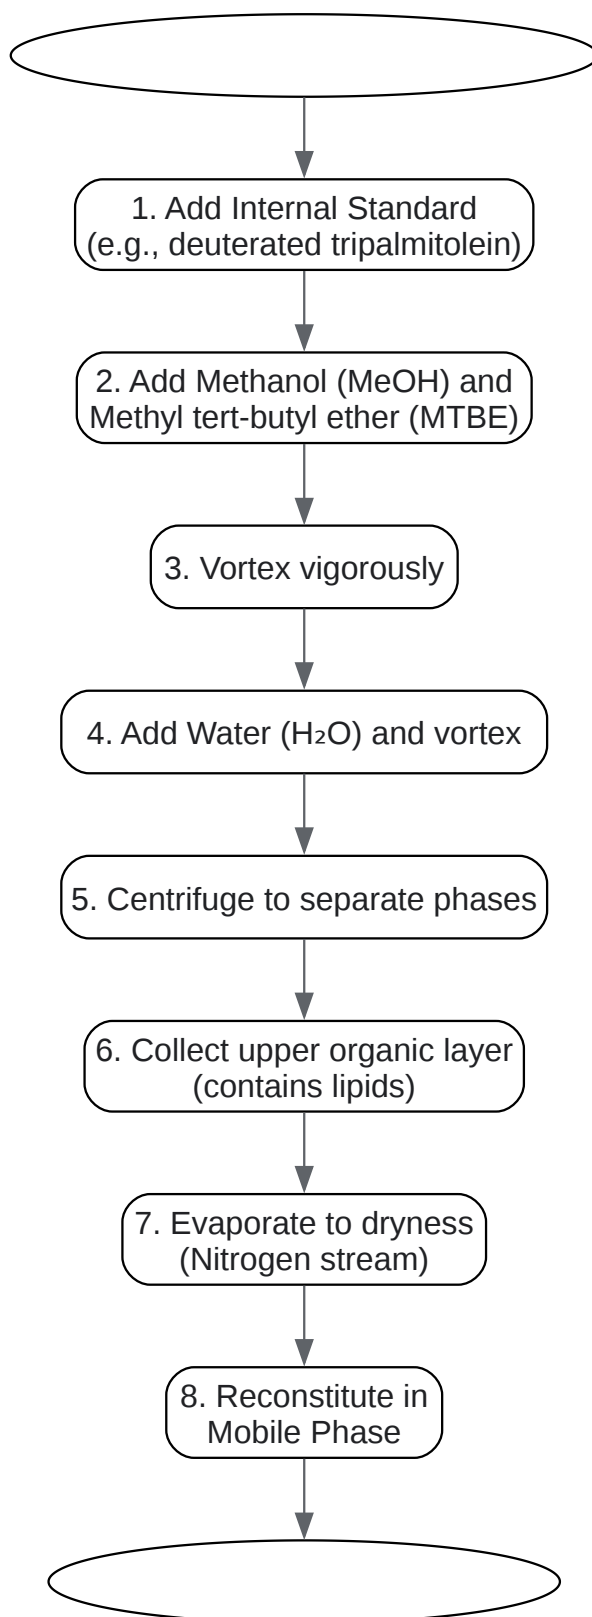 1. Add Internal Standard
(e.g., deuterated tripalmitolein)
2. Add Methanol (MeOH) and
Methyl tert-butyl ether (MTBE)
3. Vortex vigorously
4. Add Water (H₂O) and vortex
5. Centrifuge to separate phases
6. Collect upper organic layer
(contains lipids)
7. Evaporate to dryness
(Nitrogen stream)
8. Reconstitute in
Mobile Phase